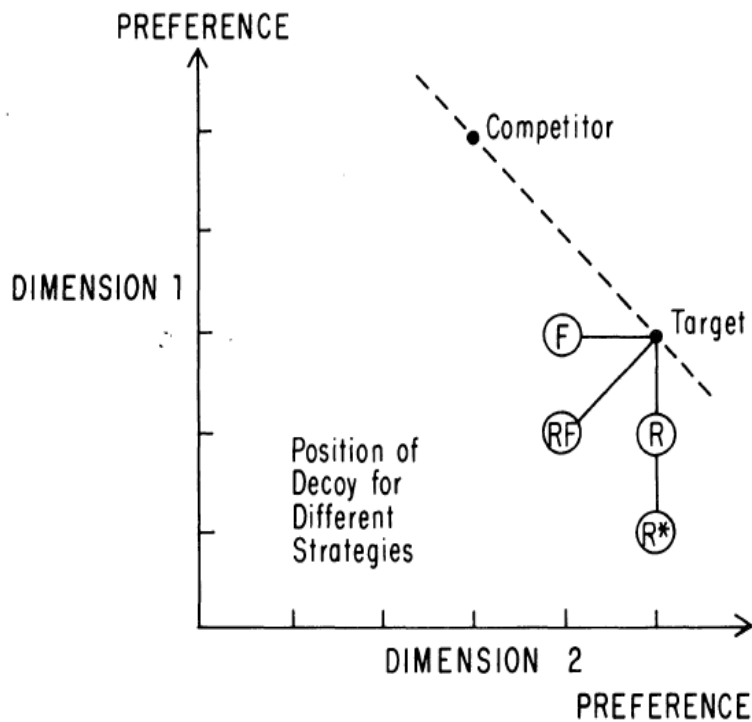 PREFERENCE
Competitor
DIMENSION 1
Target
F
RF
R
R*
Position of
Decoy for
Different
Strategies
DIMENSION 2
PREFERENCE